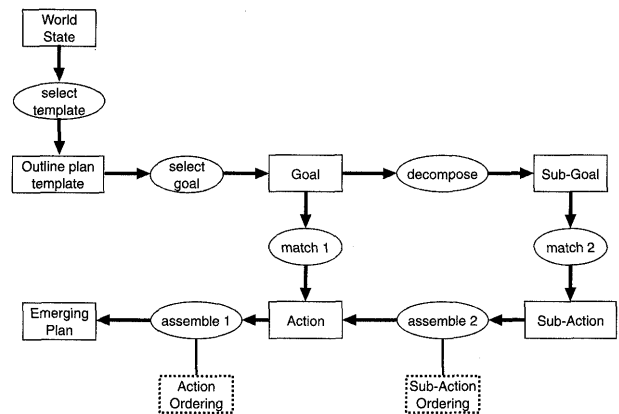 World
State
select
template
Outline plan
template
select
goal
Goal
decompose
Sub-Goal
match 1
match 2
Emerging
Plan
assemble 1
Action
assemble 2
Sub-Action
Action
Ordering
Sub-Action
Ordering